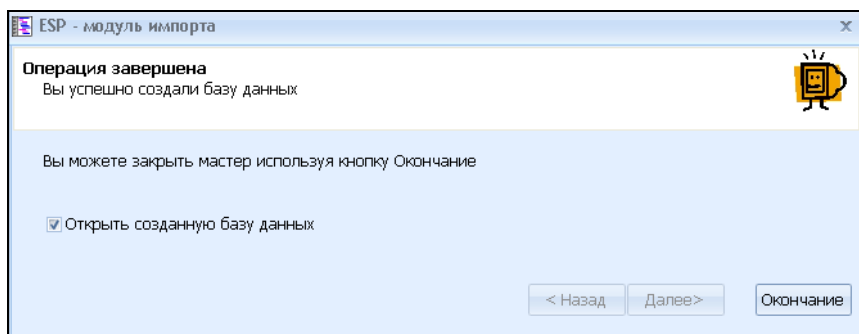 ESP - модуль импорта
Операция завершена
Вы успешно создали базу данных
Вы можете закрыть мастер используя кнопку Окончание
Открыть созданную базу данных
< Назад Далее> Окончание